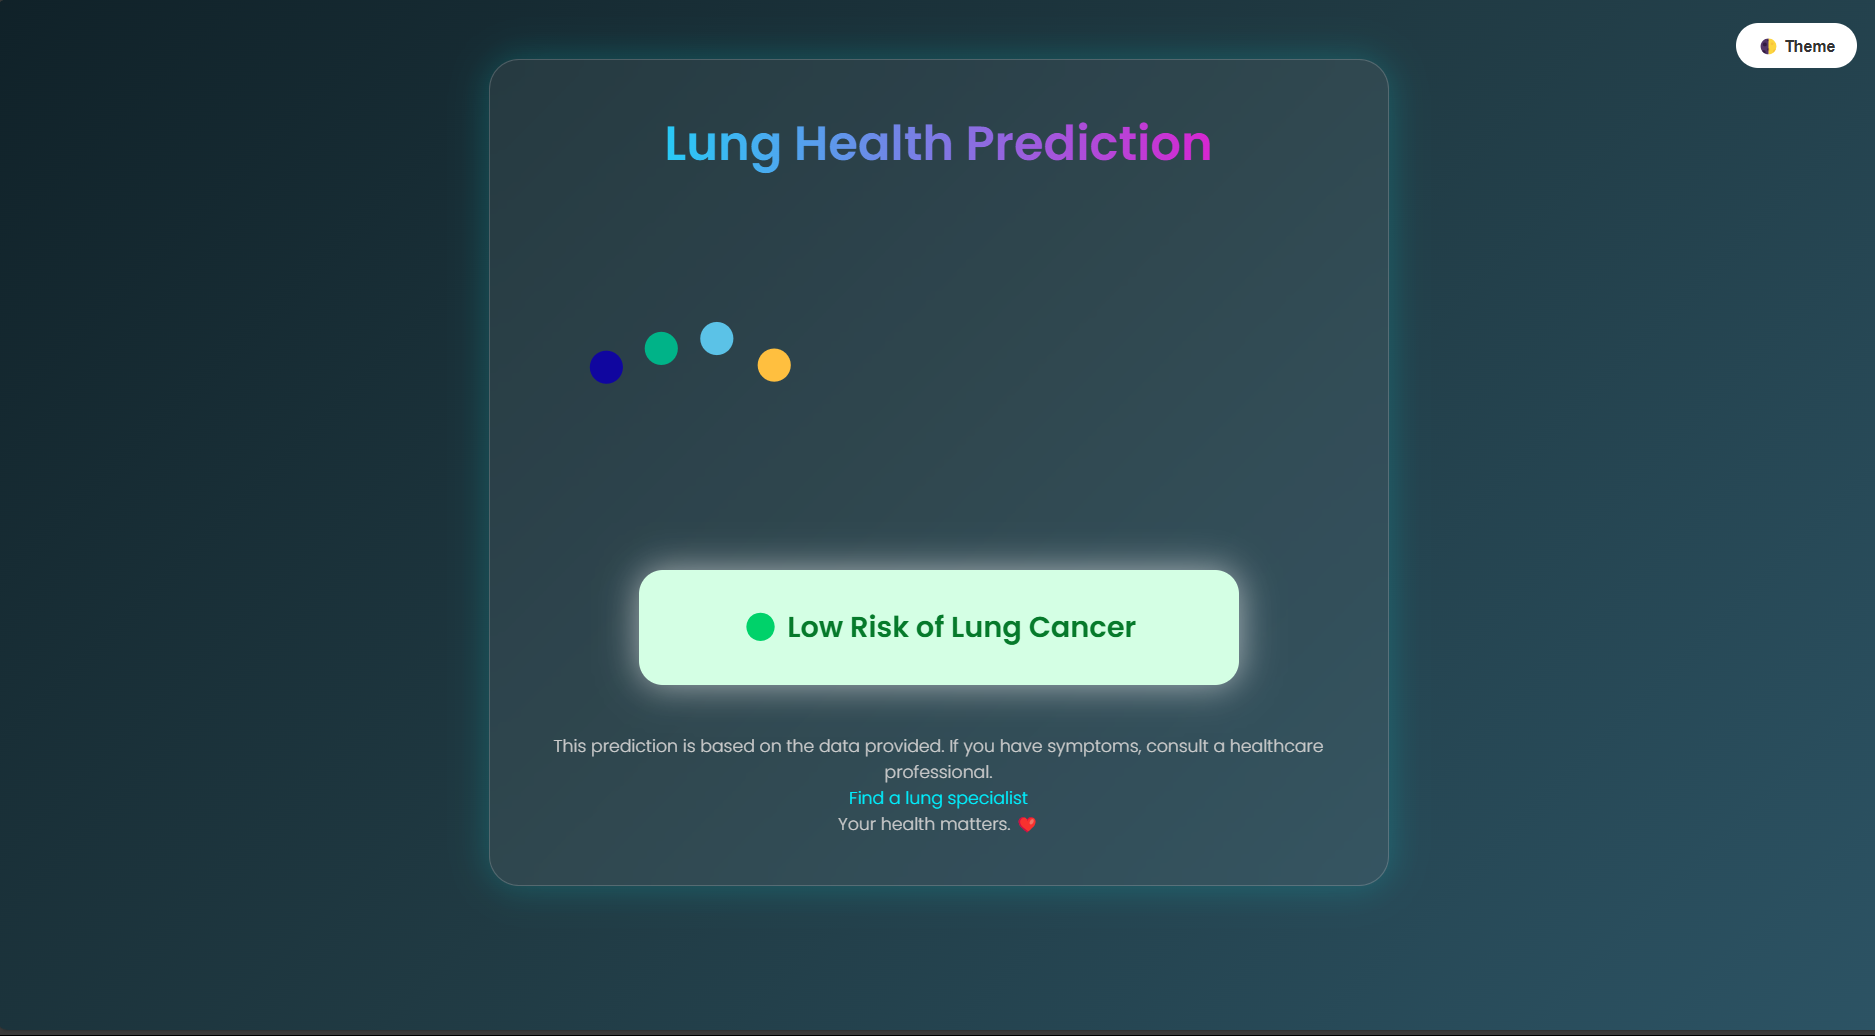 Theme
Lung Health Prediction
Low Risk of Lung Cancer
This prediction is based on the data provided. If you have symptoms, consult a healthcare
professional.
Find a lung specialist
Your health matters. ❤️